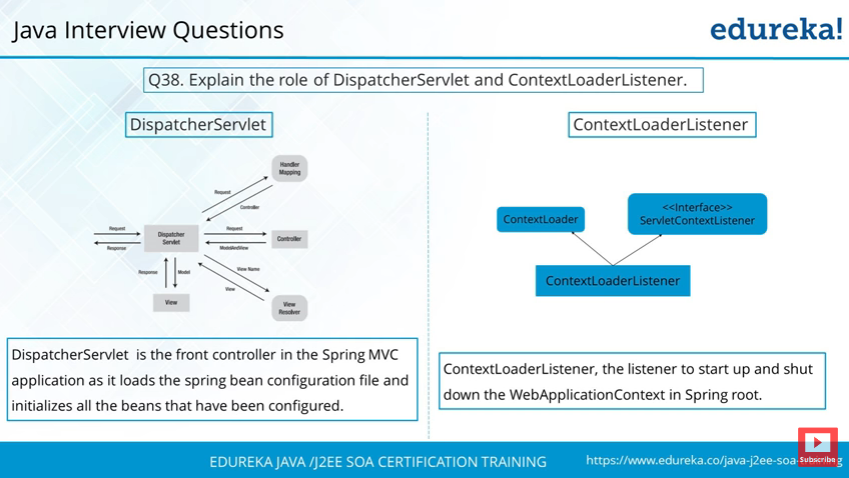 Java Interview Questions
edureka!
Q38. Explain the role of DispatcherServlet and ContextLoaderListener.
DispatcherServlet
Handler
Mapping
Request
Controller
Request
Response
Dispatcher
Servlet
Request
ModelAndView
Controller
Response
Model
View Name
View
View
View
Resolver
DispatcherServlet is the front controller in the Spring MVC
application as it loads the spring bean configuration file and
initializes all the beans that have been configured.
ContextLoaderListener
ContextLoader
<<Interface>>
ServletContextListener
ContextLoaderListener
ContextLoaderListener, the listener to start up and shut
down the WebApplicationContext in Spring root.
EDUREKA JAVA /J2EE SOA CERTIFICATION TRAINING
https://www.edureka.co/java-j2ee-soa-
g
Subscribe